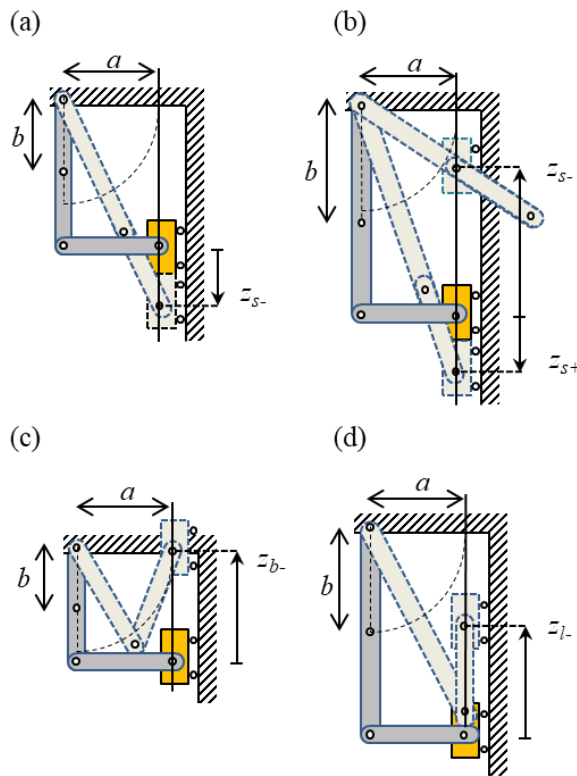 (a)
(b)
a
a
b
b
z_{s-}
z_{s-}
z_{s+}
(c)
(d)
a
a
b
b
z_{b-}
z_{l-}